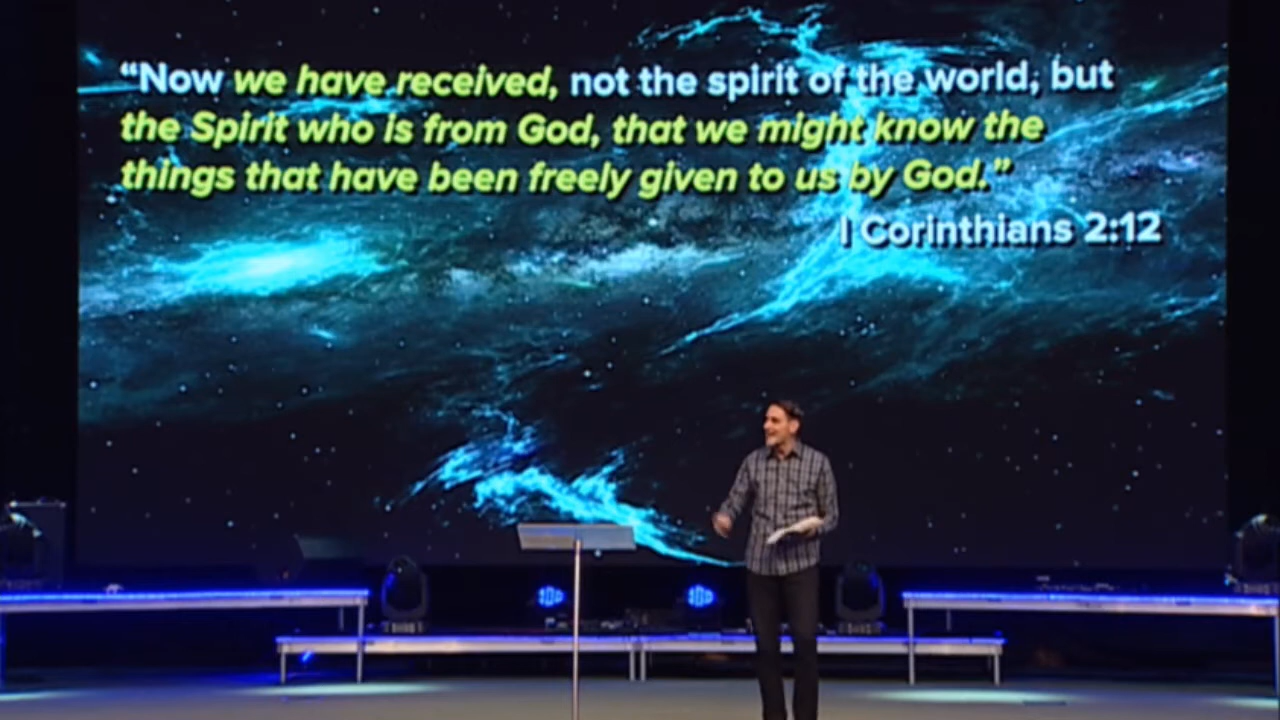 “Now we have received, not the spirit of the world, but
the Spirit who is from God, that we might know the
things that have been freely given to us by God.”
I Corinthians 2:12